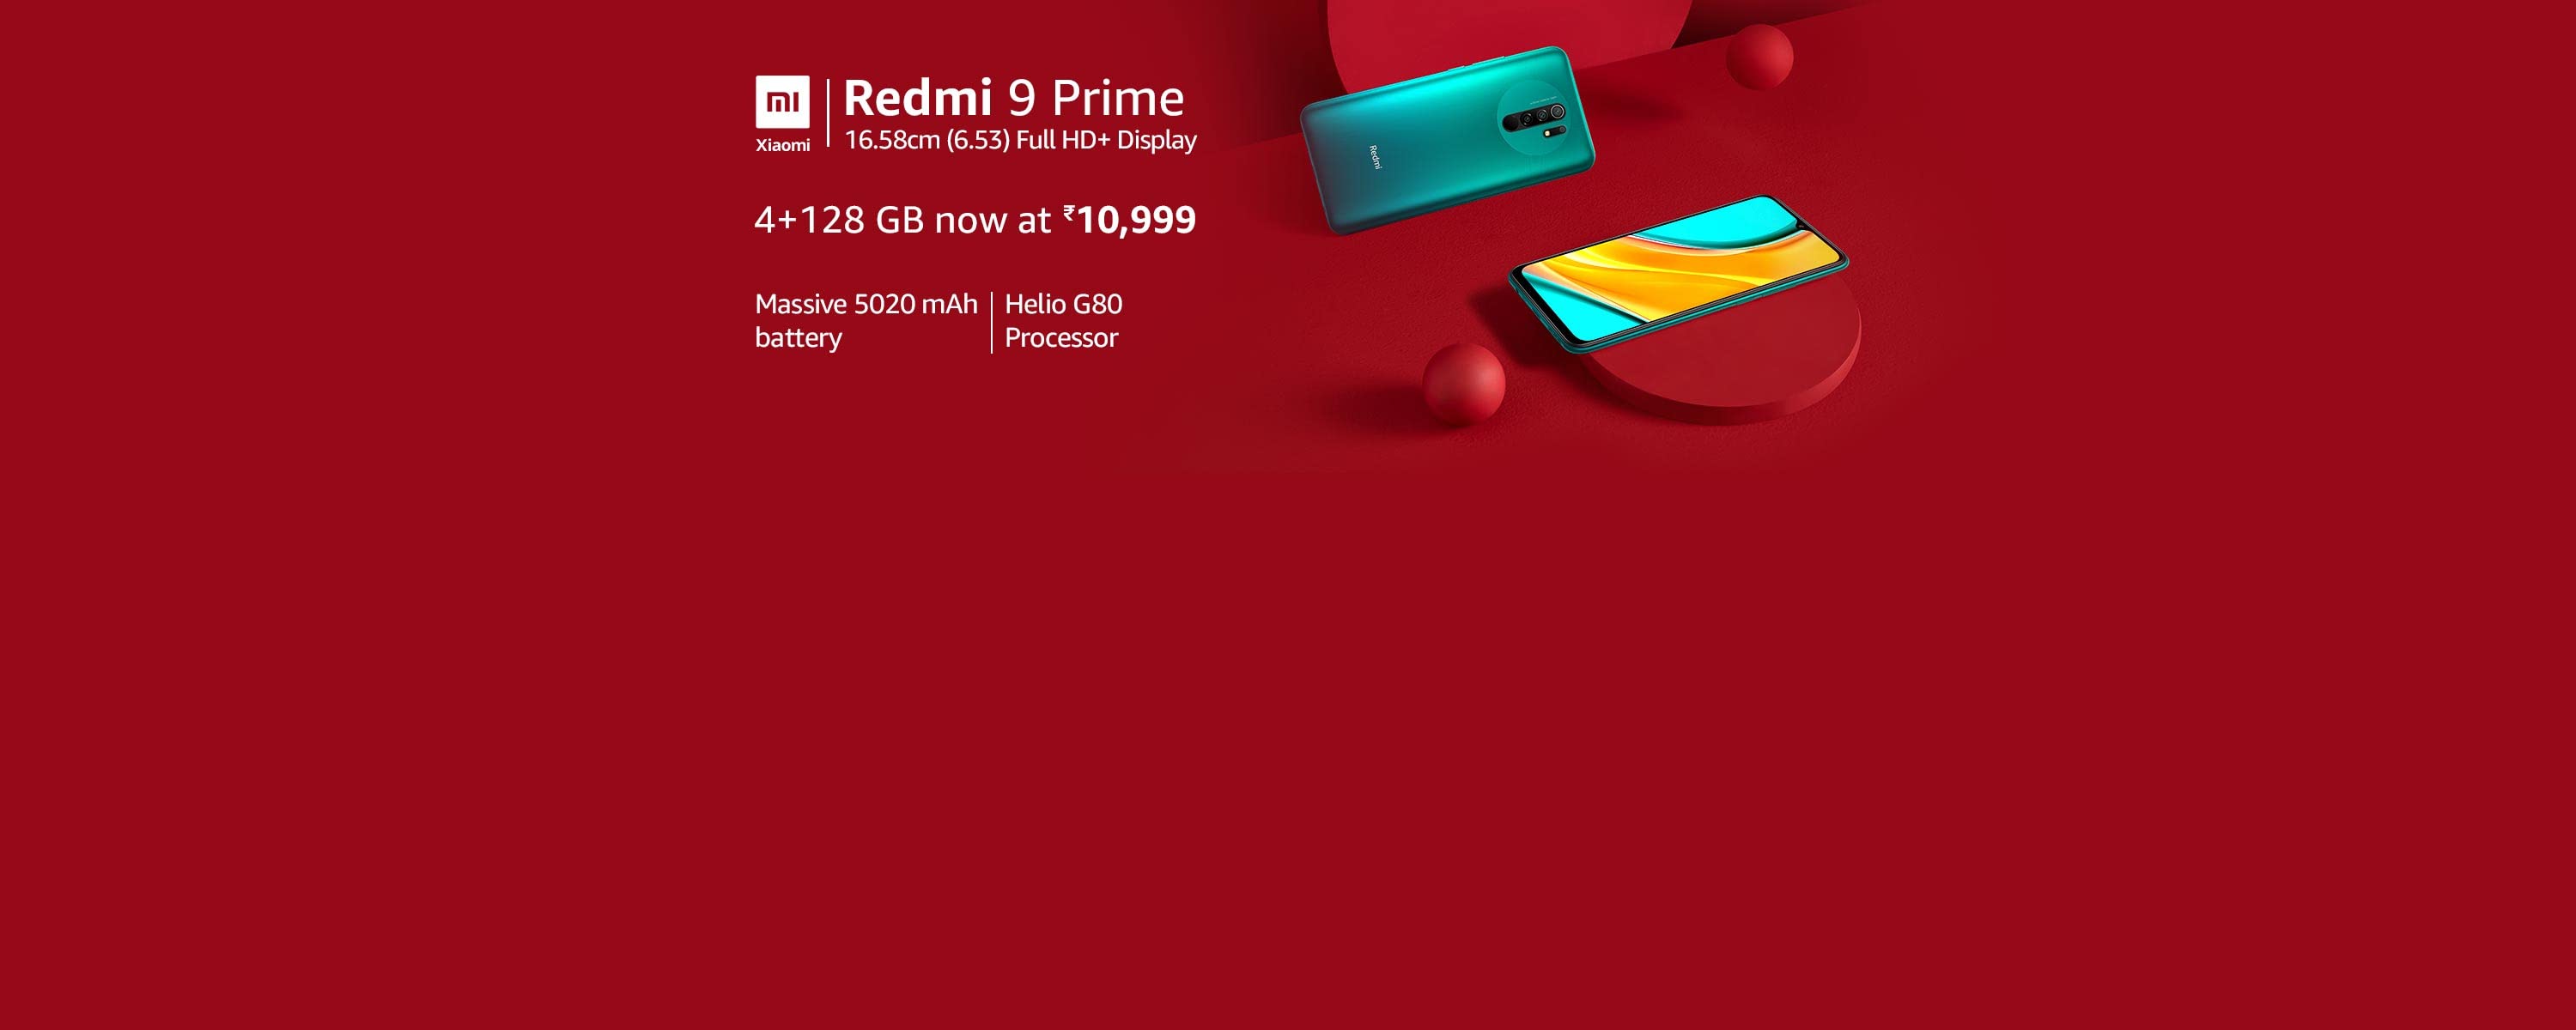 mi
Xiaomi
Redmi 9 Prime
16.58cm (6.53) Full HD+ Display
4+128 GB now at ₹10,999
Massive 5020 mAh
battery
Helio G80
Processor
Redmi